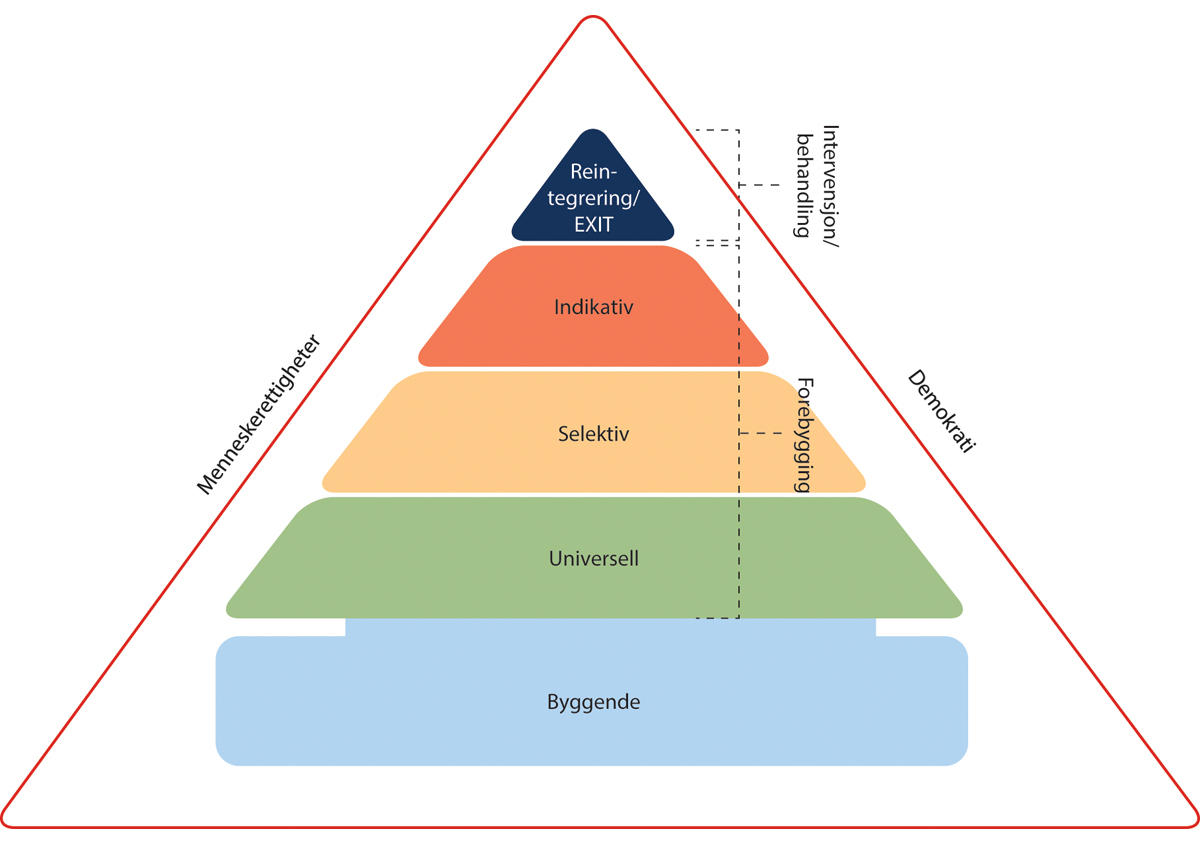 Intervensjon/
behandling
Rein-
tegrering/
EXIT
Indikativ
Menneskerettigheter
Forebygging
Demokrati
Selektiv
Universell
Byggende